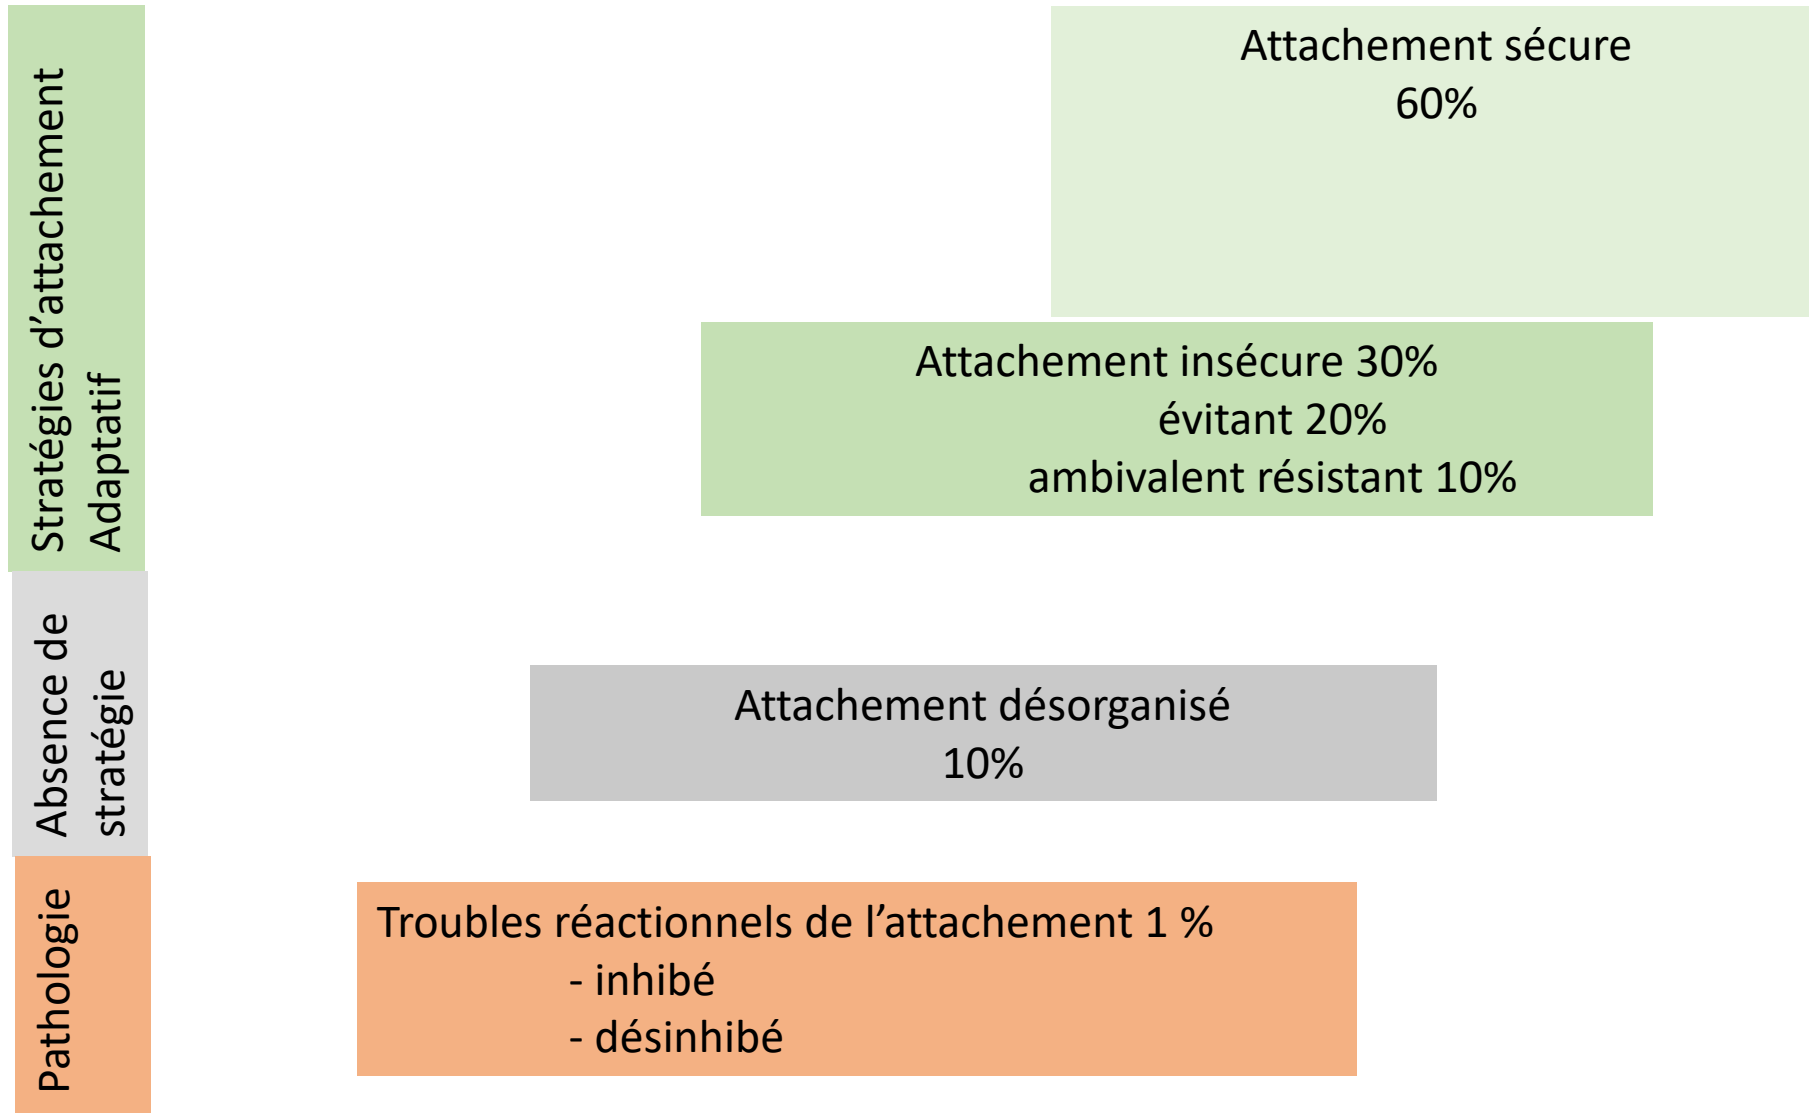 Stratégies d’attachement
Adaptatif
Attachement sécure
60%
Attachement insécure 30%
évitant 20%
ambivalent résistant 10%
Absence de
stratégie
Attachement désorganisé
10%
Pathologie
Troubles réactionnels de l’attachement 1 %
- inhibé
- désinhibé